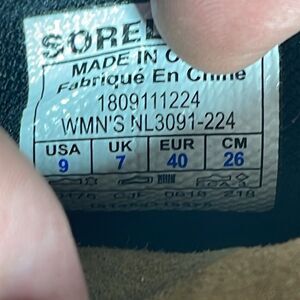 SOREL
MADE IN C
Fabriqué En Chine
1809111224
WMN'S NL3091-224
USA UK EUR CM
9 7 40 26